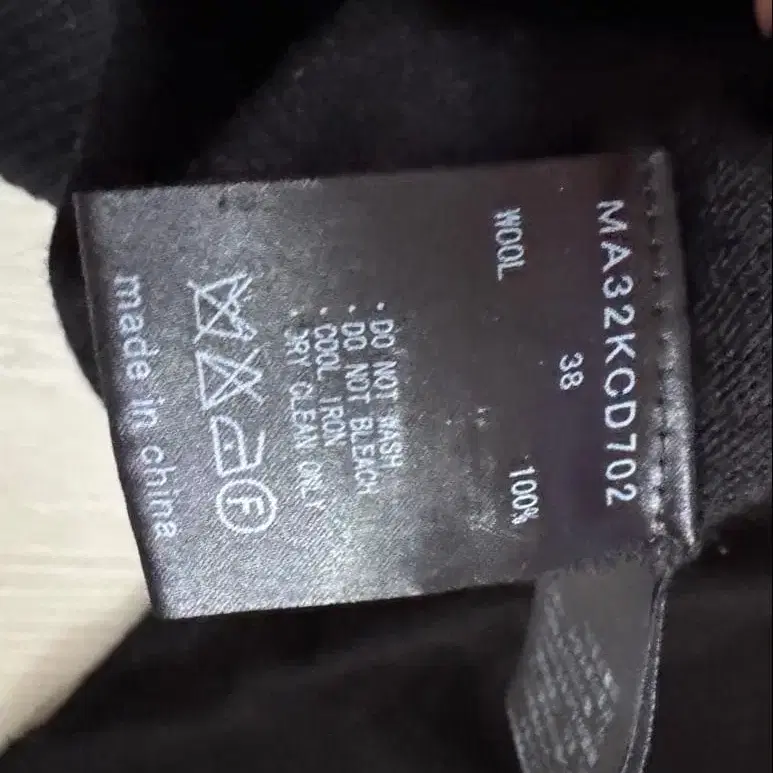 MA32KCD702
38
WOOL 100%
· DO NOT WASH
· DO NOT BLEACH
· COOL IRON
· DRY CLEAN ONLY
F
made in china